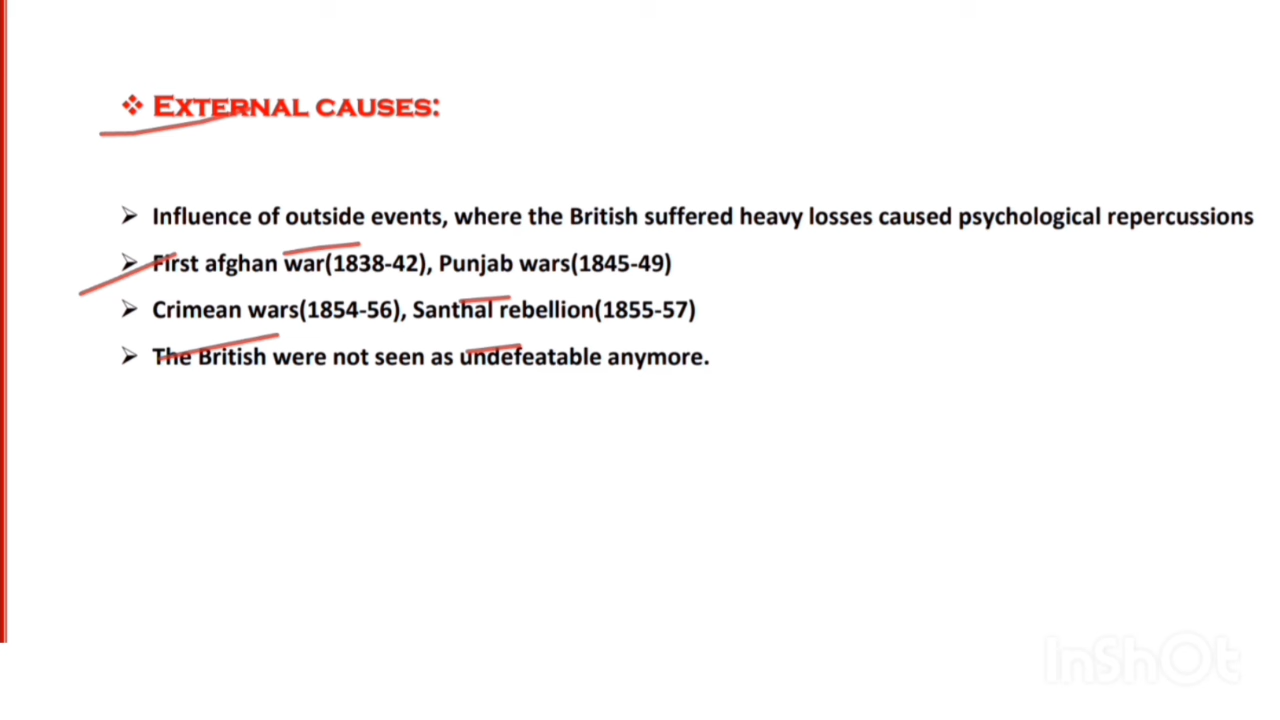 ❖ EXTERNAL CAUSES:
➢ Influence of outside events, where the British suffered heavy losses caused psychological repercussions
➢ First afghan war(1838-42), Punjab wars(1845-49)
➢ Crimean wars(1854-56), Santhal rebellion(1855-57)
➢ The British were not seen as undefeatable anymore.
InShOt